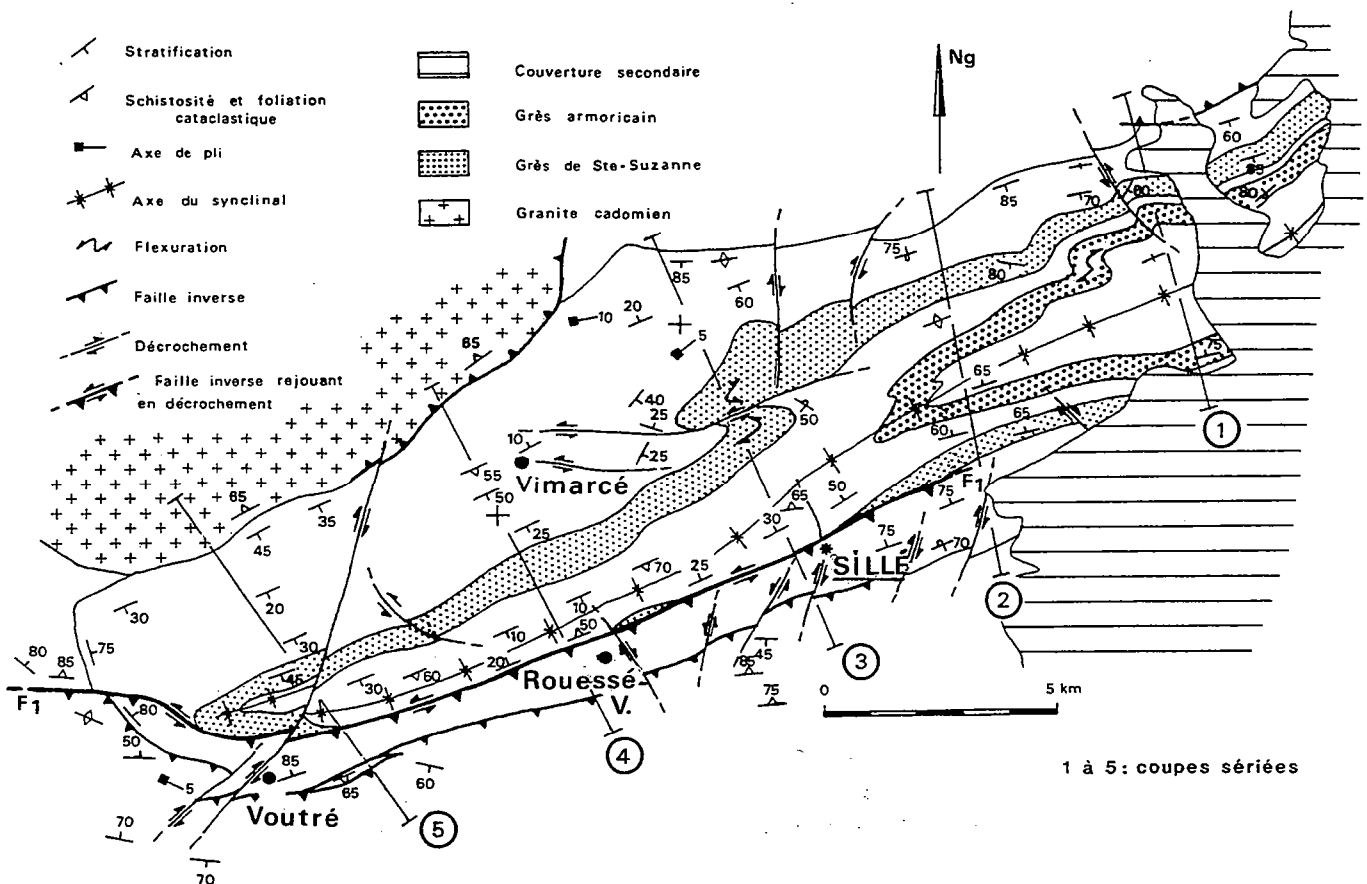 Stratification
Schistosité et foliation
cataclastique
Axe de pli
Axe du synclinal
Flexuration
Faille inverse
Décrochement
Faille inverse rejouant
en décrochement
Couverture secondaire
Grès armoricain
Grès de Ste-Suzanne
Granite cadomien
Ng
60
85
80
80
70
85
75
80
85
60
20
10
5
65
40
25
25
10
50
65
75
1
60
65
F1
Vimarcé
55
50
65
50
30
75
75
70
SILLÉ
2
65
35
45
25
70
25
30
20
10
50
10
20
30
45
60
30
75
80
85
F1
Rouessé-
V.
45
85
75
3
0
5 km
80
50
5
85
65
60
4
Voutré
5
70
70
1 à 5: coupes sériées